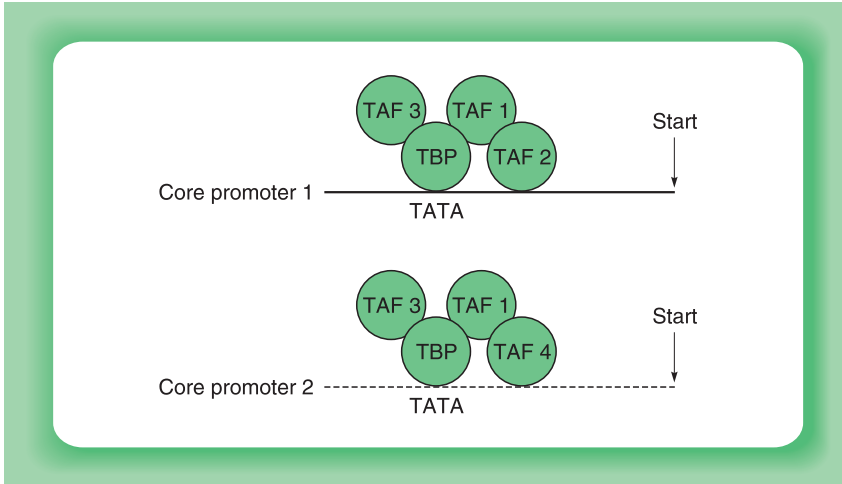 TAF 3
TAF 1
Start
TBP
TAF 2
Core promoter 1
TATA
TAF 3
TAF 1
Start
TBP
TAF 4
Core promoter 2
TATA